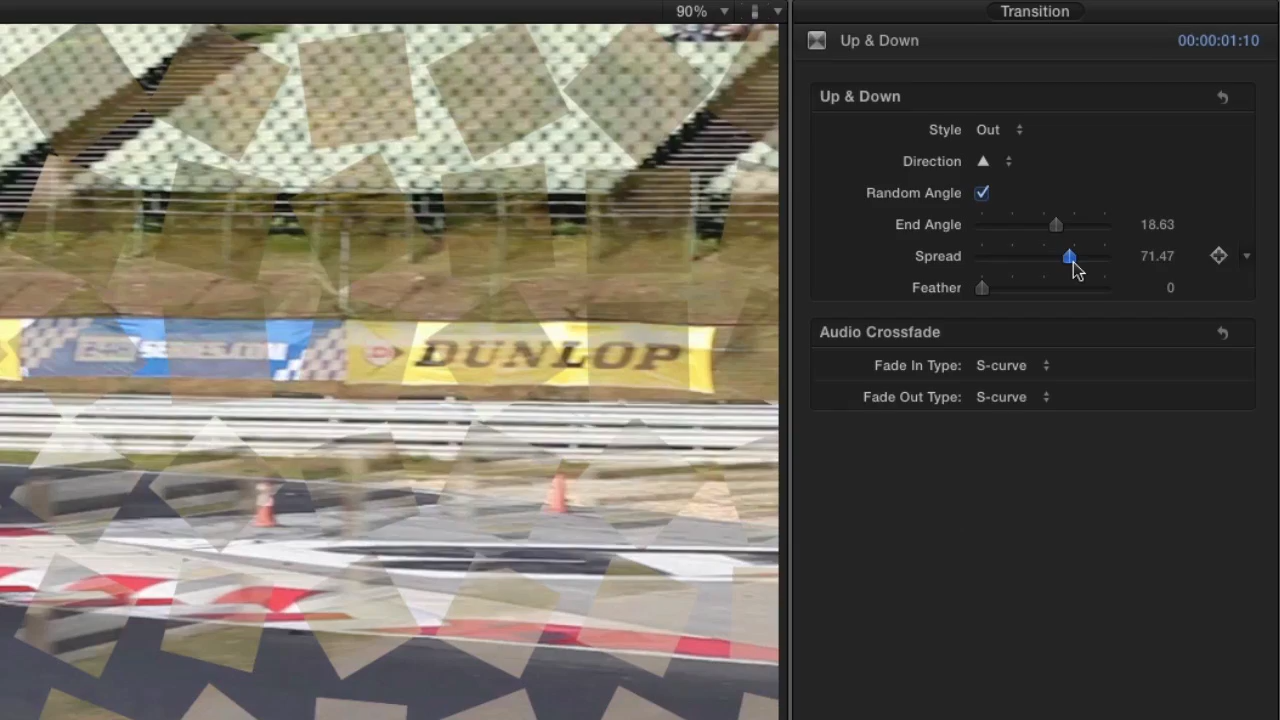 90%
Transition
Up & Down
00:00:01:10
Up & Down
Style Out
Direction
Random Angle
End Angle 18.63
Spread 71.47
Feather 0
DUNLOP
Audio Crossfade
Fade In Type: S-curve
Fade Out Type: S-curve